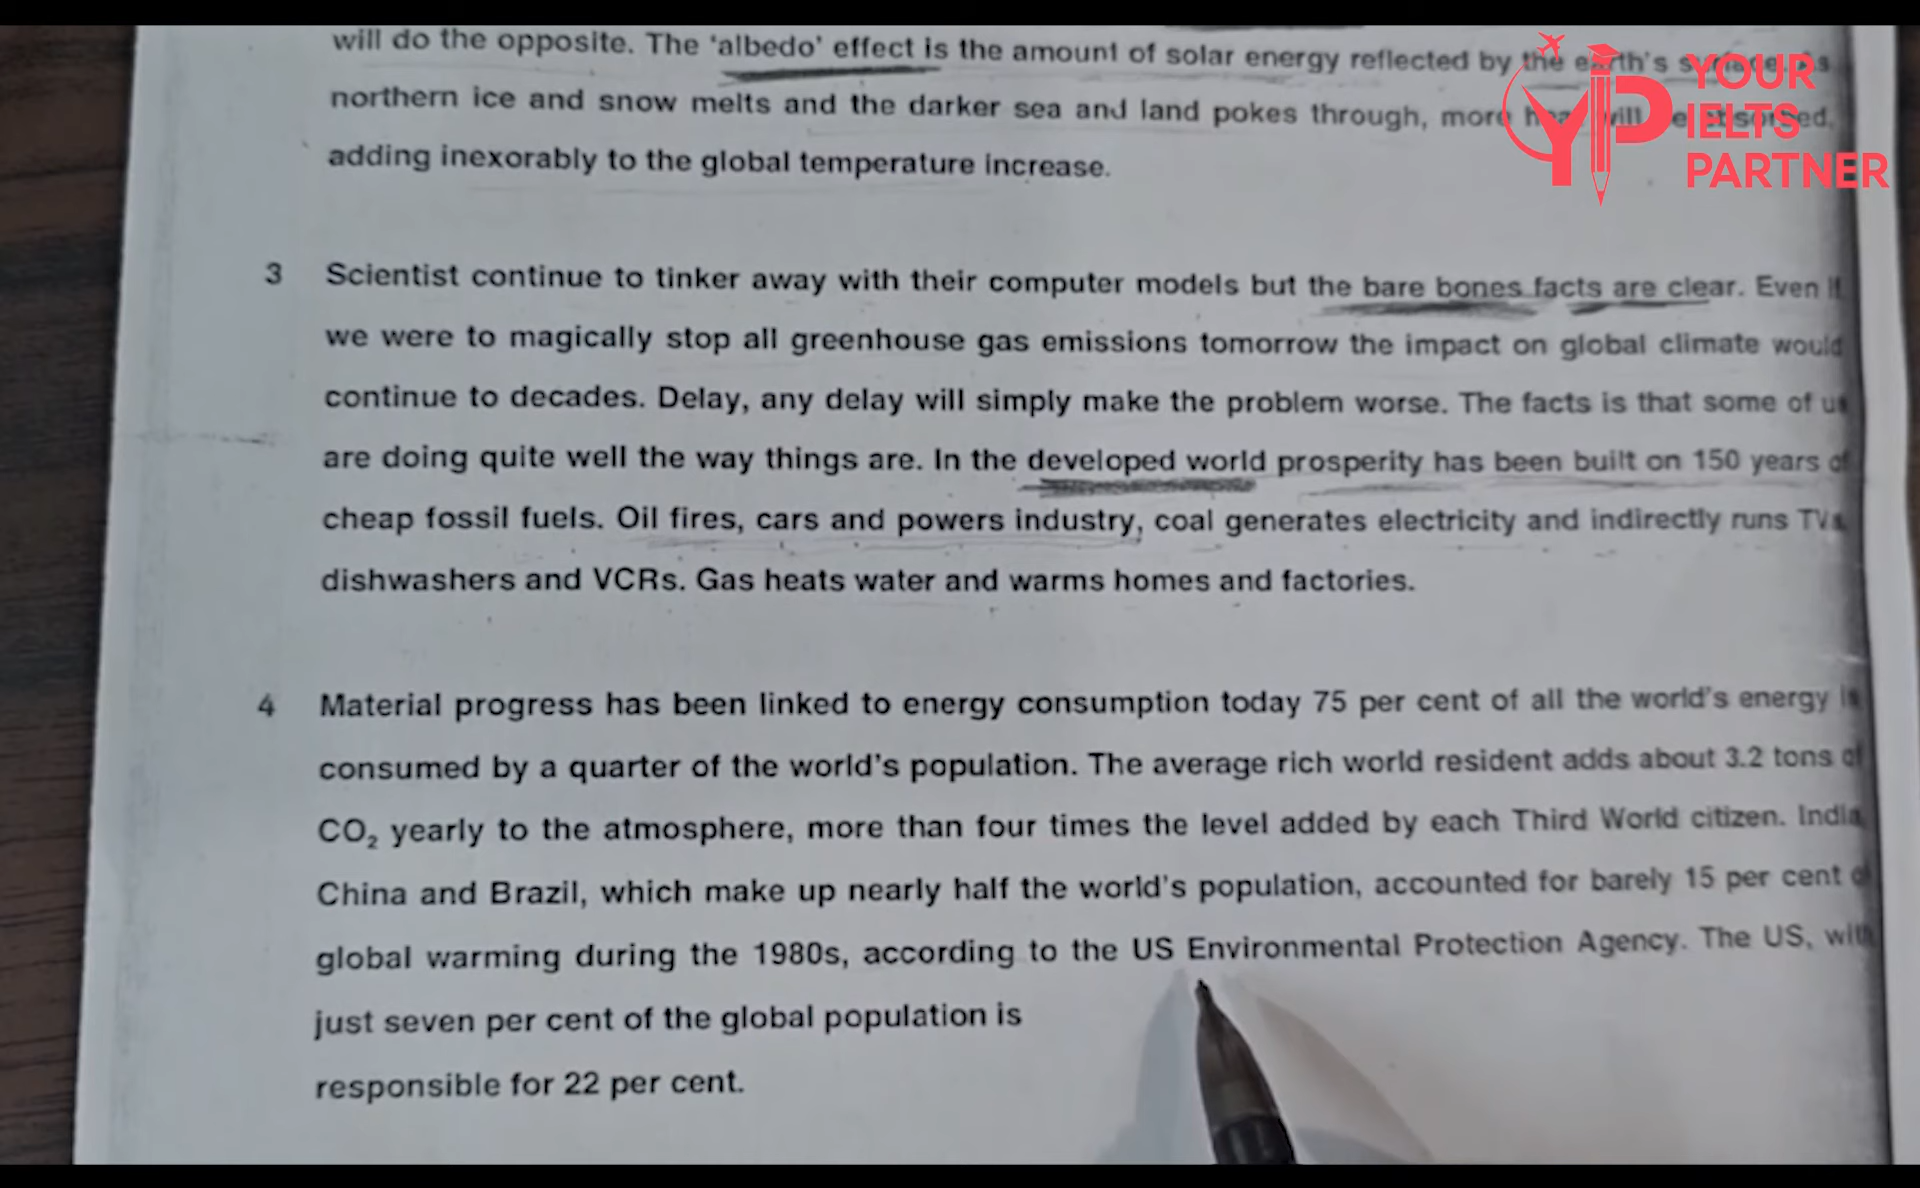 will do the opposite. The 'albedo' effect is the amount of solar energy reflected by the earth's
northern ice and snow melts and the darker sea and land pokes through, more
adding inexorably to the global temperature increase.
YOUR
IELTS
PARTNER
3 Scientist continue to tinker away with their computer models but the bare bones facts are clear. Even if
we were to magically stop all greenhouse gas emissions tomorrow the impact on global climate would
continue to decades. Delay, any delay will simply make the problem worse. The facts is that some of us
are doing quite well the way things are. In the developed world prosperity has been built on 150 years of
cheap fossil fuels. Oil fires, cars and powers industry, coal generates electricity and indirectly runs TVs,
dishwashers and VCRs. Gas heats water and warms homes and factories.
4 Material progress has been linked to energy consumption today 75 per cent of all the world's energy is
consumed by a quarter of the world's population. The average rich world resident adds about 3.2 tons of
CO₂ yearly to the atmosphere, more than four times the level added by each Third World citizen. India
China and Brazil, which make up nearly half the world's population, accounted for barely 15 per cent of
global warming during the 1980s, according to the US Environmental Protection Agency. The US, with
just seven per cent of the global population is
responsible for 22 per cent.